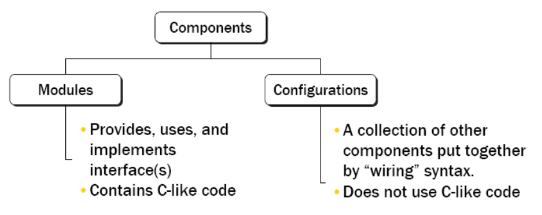 Components
Modules
Configurations
• Provides, uses, and
implements
interface(s)
• Contains C-like code
• A collection of other
components put together
by “wiring” syntax.
• Does not use C-like code